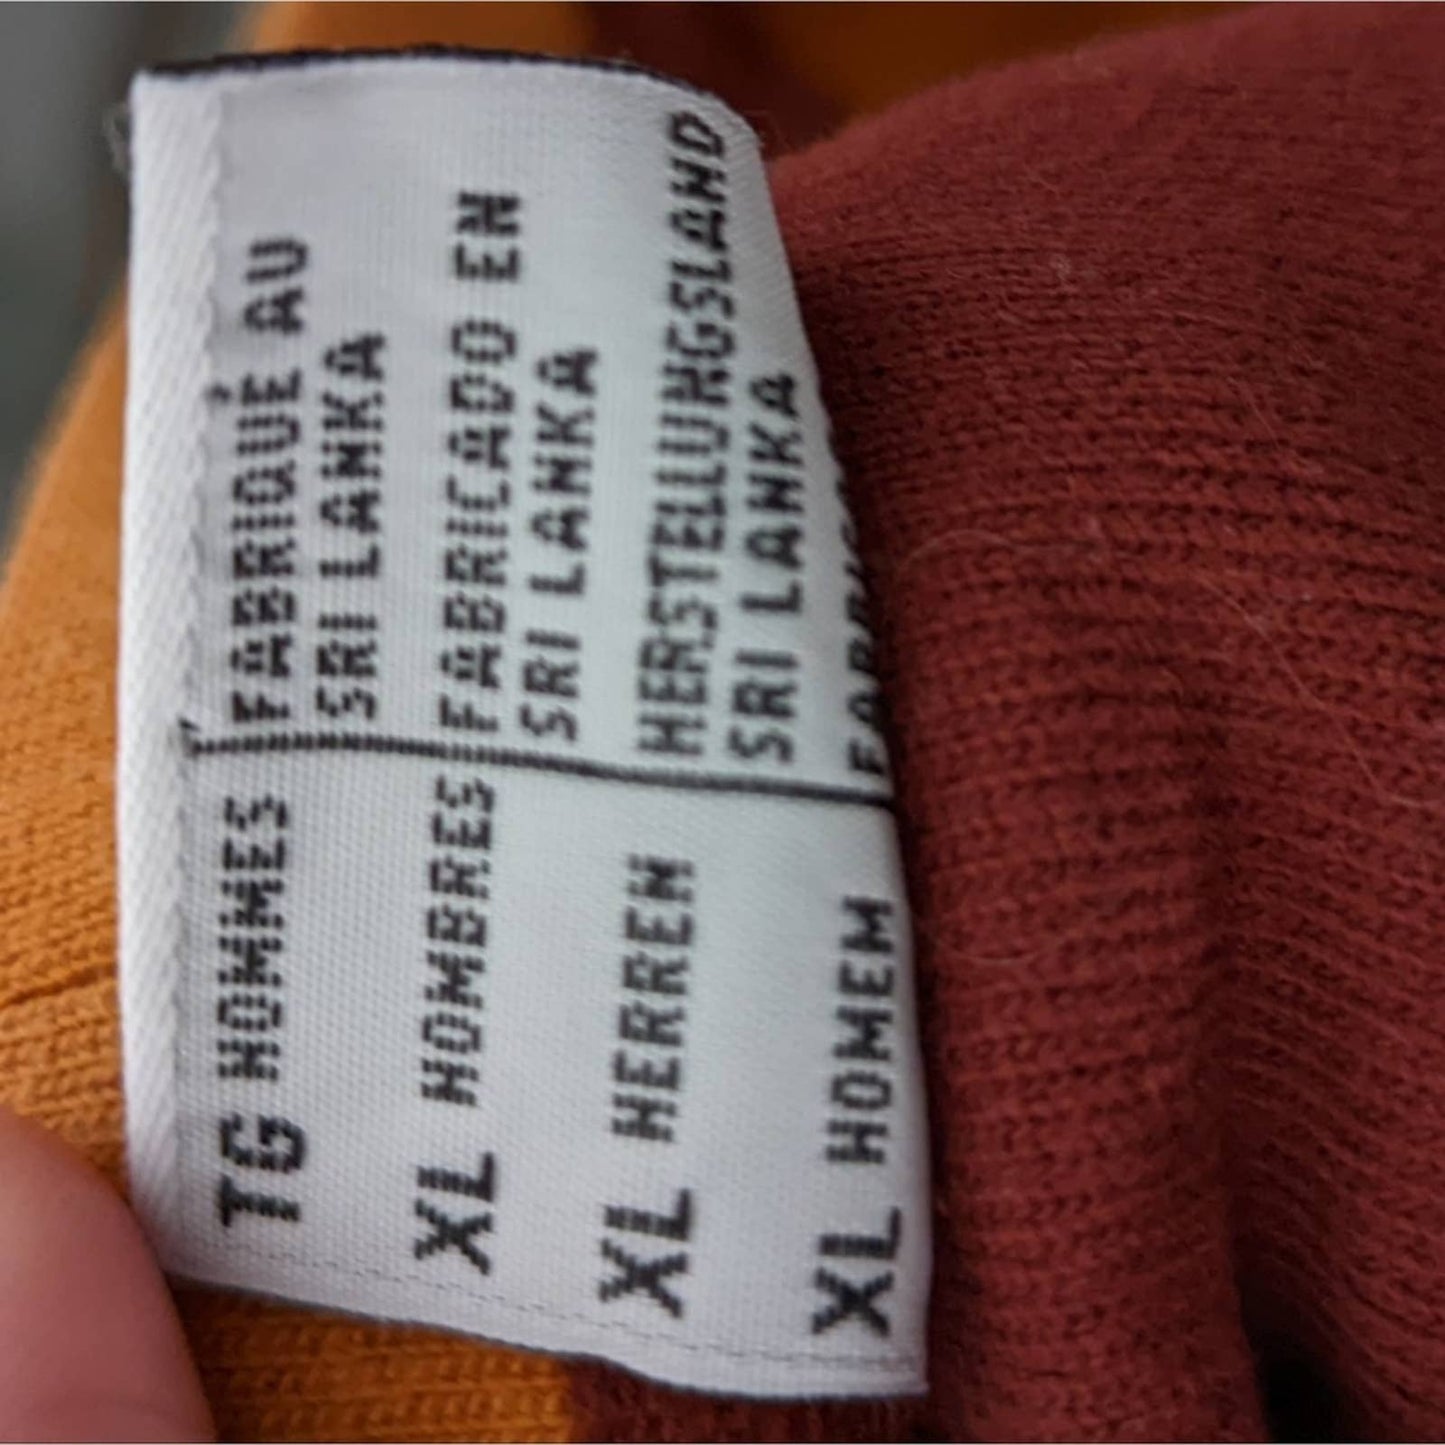 TG HOMMES
FABRIQUÉ AU
SRI LANKA
XL HOMBRES
FABRICADO EN
SRI LANKA
XL HERREN
HERSTELLUNGSLAND
SRI LANKA
XL HOMEM